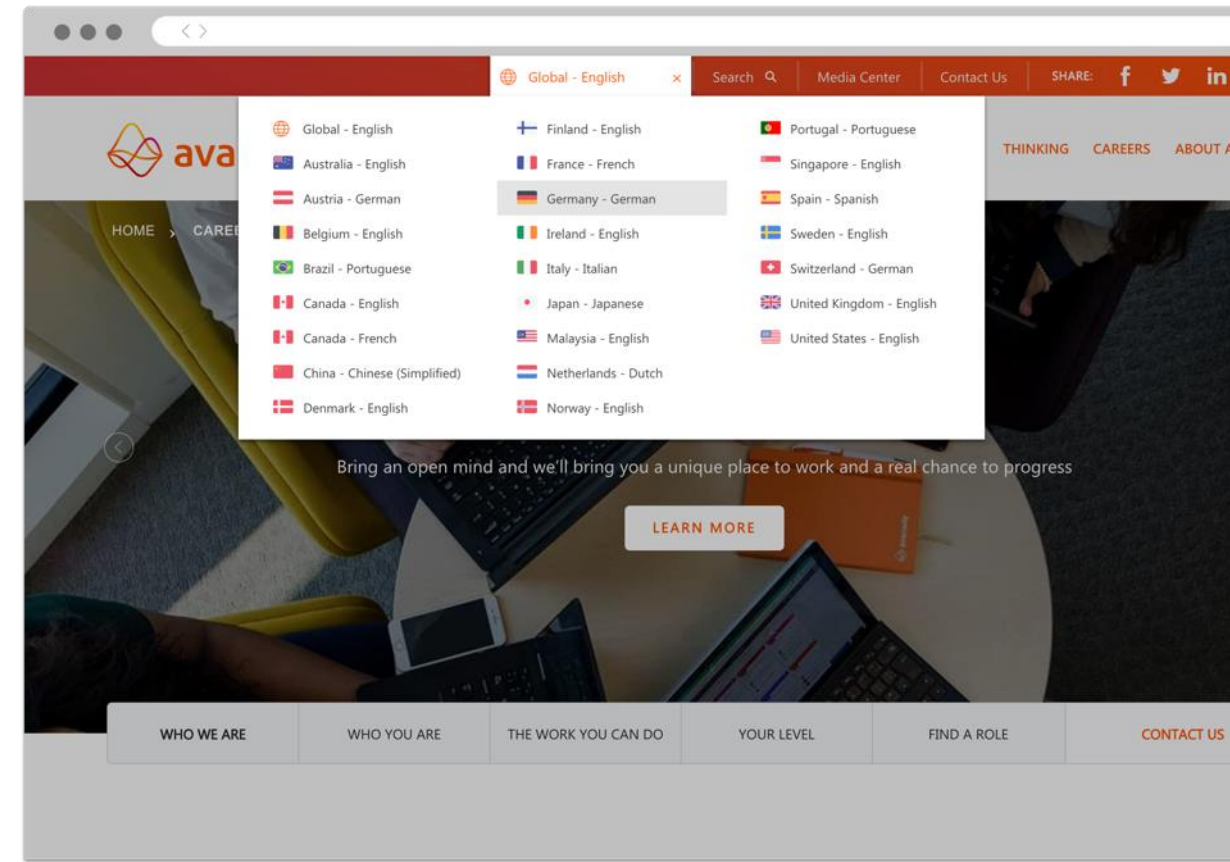 Global - English × Search Media Center Contact Us SHARE: f in
ava
THINKING CAREERS ABOUT A
Global - English Finland - English Portugal - Portuguese
Australia - English France - French Singapore - English
Austria - German Germany - German Spain - Spanish
HOME > CAREE
Belgium - English Ireland - English Sweden - English
Brazil - Portuguese Italy - Italian Switzerland - German
Canada - English Japan - Japanese United Kingdom - English
Canada - French Malaysia - English United States - English
China - Chinese (Simplified) Netherlands - Dutch
Denmark - English Norway - English
Bring an open mind and we'll bring you a unique place to work and a real chance to progress
LEARN MORE
WHO WE ARE WHO YOU ARE THE WORK YOU CAN DO YOUR LEVEL FIND A ROLE CONTACT US